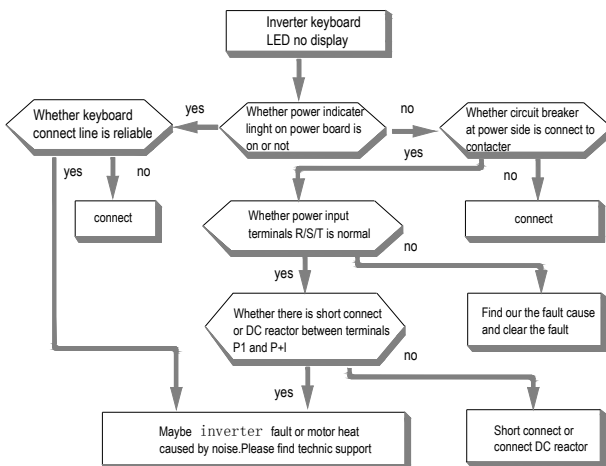 Inverter keyboard
LED no display
yes
no
Whether keyboard
connect line is reliable
Whether power indicator
linght on power board is
on or not
Whether circuit breaker
at power side is connect to
contacter
yes
no
yes
no
connect
connect
Whether power input
terminals R/S/T is normal
yes
no
Whether there is short connect
or DC reactor between terminals
P1 and P+I
Find our the fault cause
and clear the fault
yes
no
Maybe inverter fault or motor heat
caused by noise.Please find technic support
Short connect or
connect DC reactor